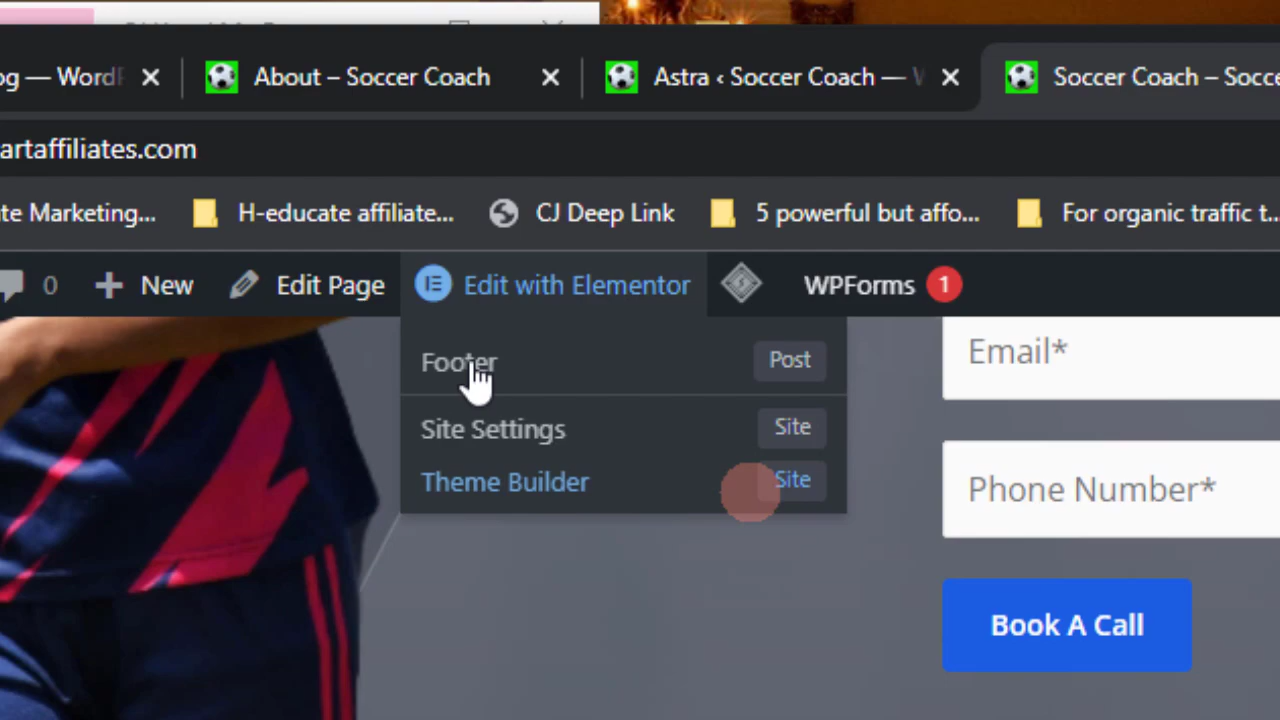 og — WordP
About – Soccer Coach
Astra ‹ Soccer Coach — W
Soccer Coach – Socce
artaffiliates.com
te Marketing...
H-educate affiliate...
CJ Deep Link
5 powerful but affo...
For organic traffic t...
0
New
Edit Page
Edit with Elementor
WPForms
1
Footer
Post
Site Settings
Site
Theme Builder
Site
Email*
Phone Number*
Book A Call